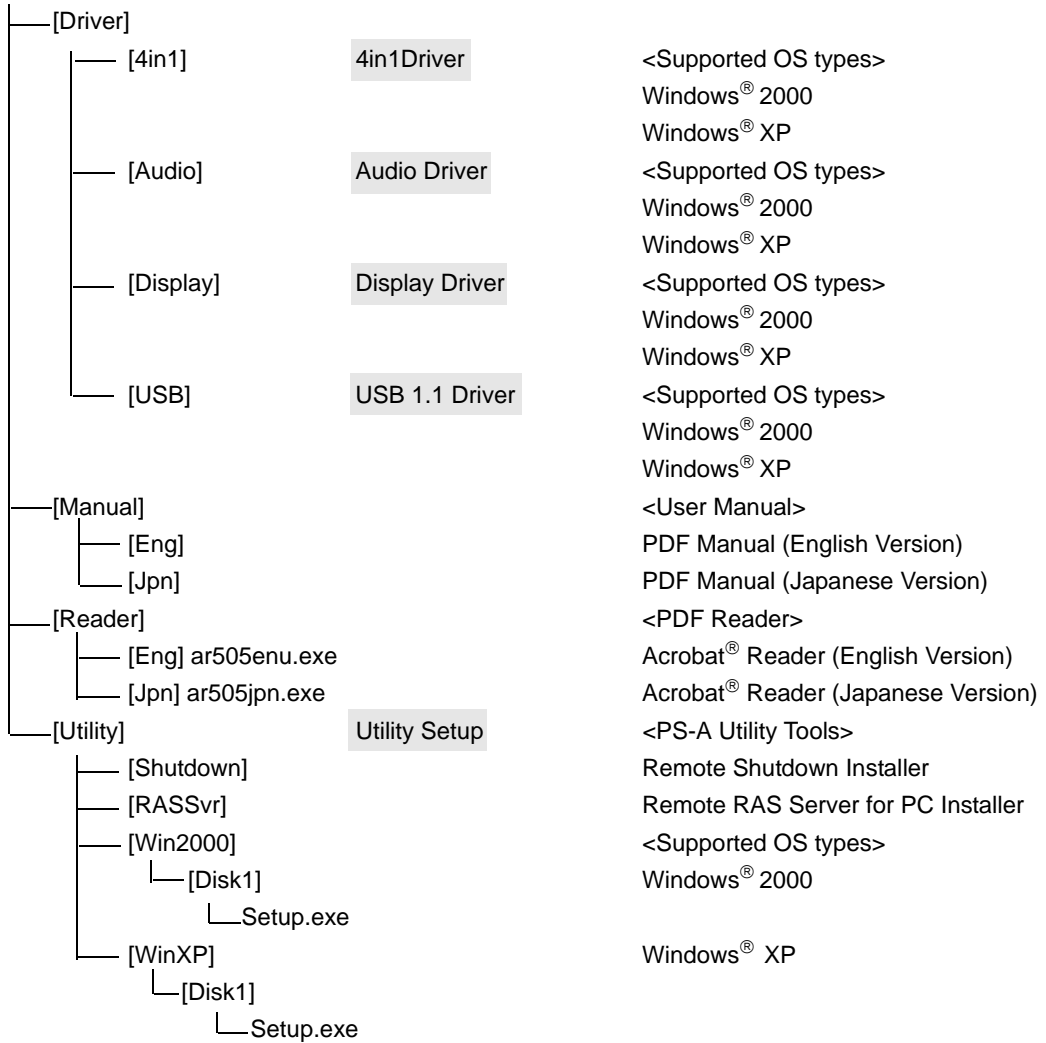 [Driver]
[4in1] 4in1Driver <Supported OS types>
Windows® 2000
Windows® XP
[Audio] Audio Driver <Supported OS types>
Windows® 2000
Windows® XP
[Display] Display Driver <Supported OS types>
Windows® 2000
Windows® XP
[USB] USB 1.1 Driver <Supported OS types>
Windows® 2000
Windows® XP
[Manual] <User Manual>
[Eng] PDF Manual (English Version)
[Jpn] PDF Manual (Japanese Version)
[Reader] <PDF Reader>
[Eng] ar505enu.exe Acrobat® Reader (English Version)
[Jpn] ar505jpn.exe Acrobat® Reader (Japanese Version)
[Utility] Utility Setup <PS-A Utility Tools>
[Shutdown] Remote Shutdown Installer
[RASSvr] Remote RAS Server for PC Installer
[Win2000] <Supported OS types>
[Disk1] Windows® 2000
Setup.exe
[WinXP] Windows® XP
[Disk1]
Setup.exe